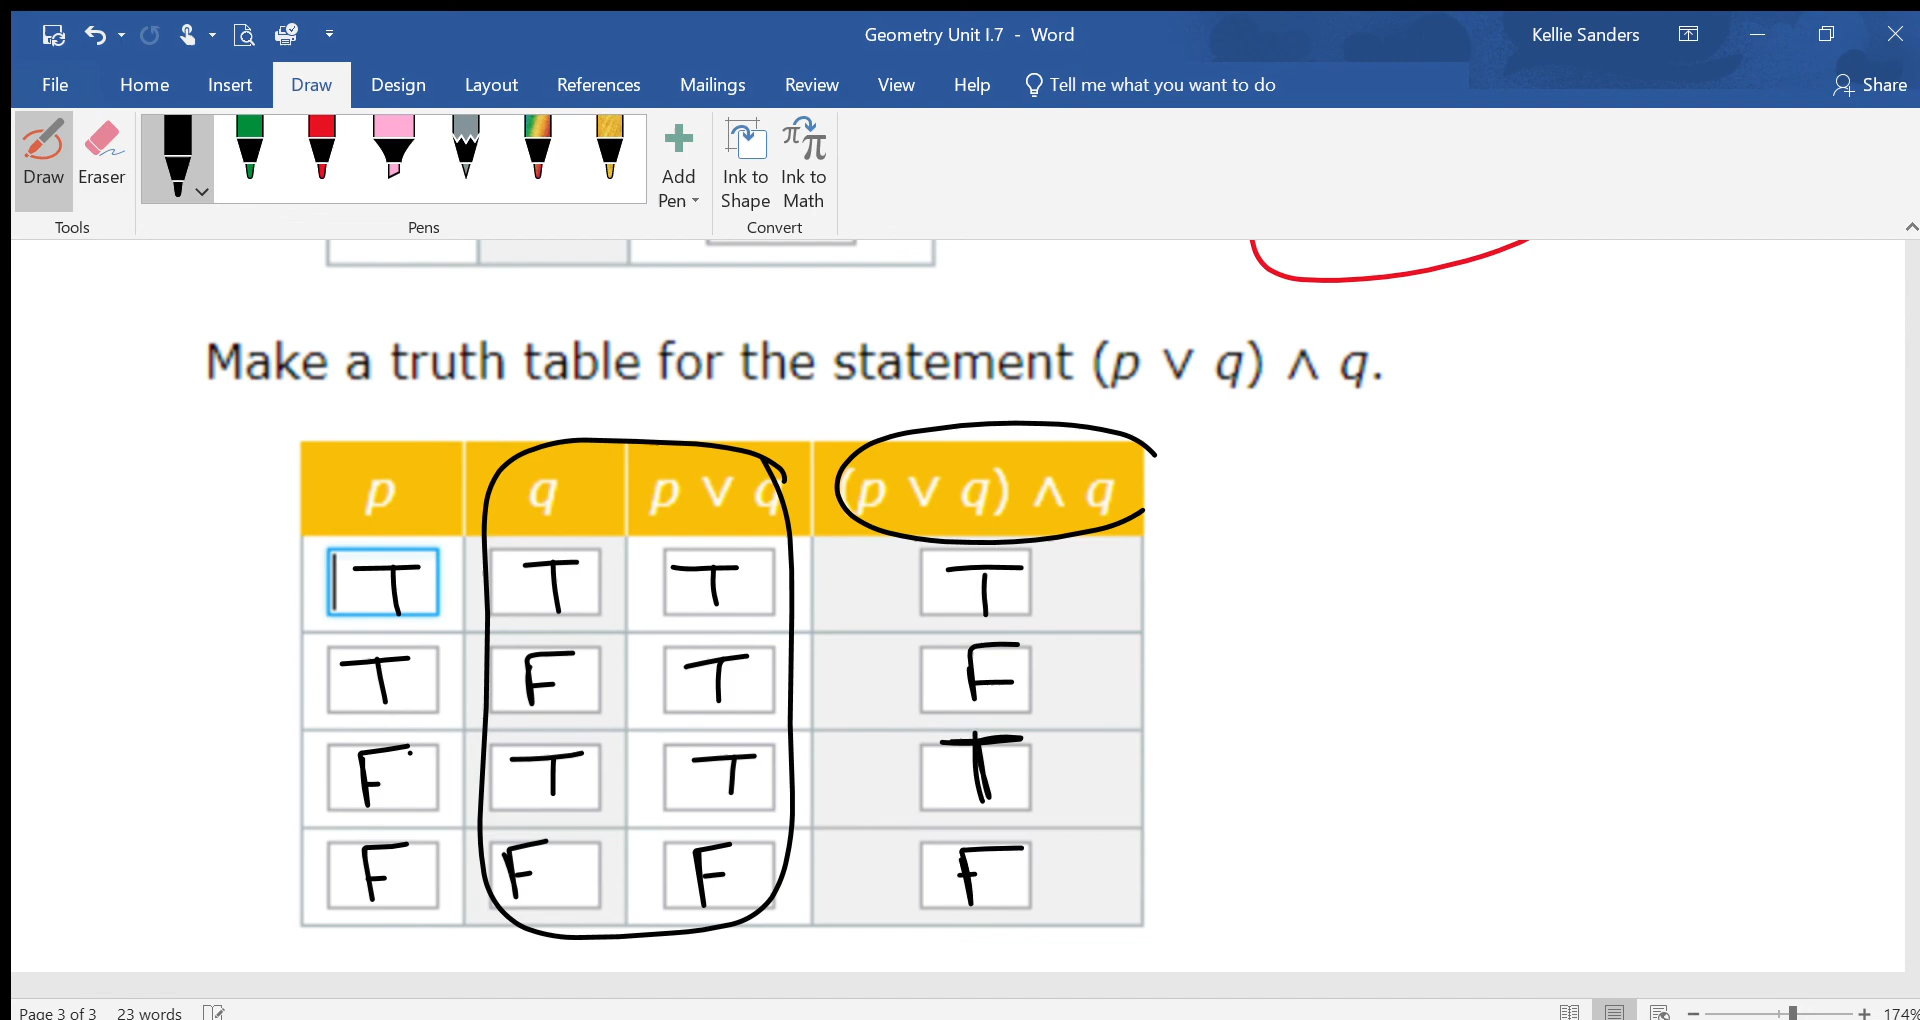 Geometry Unit I.7 - Word
Kellie Sanders
File Home Insert Draw Design Layout References Mailings Review View Help Tell me what you want to do Share
Draw Eraser Add Pen Ink to Shape Ink to Math
Tools Pens Convert
Make a truth table for the statement (p ∨ q) ∧ q.
p q p ∨ q (p ∨ q) ∧ q
T T T T
T F T F
F T T T
F F F F
Page 3 of 3 23 words 174%